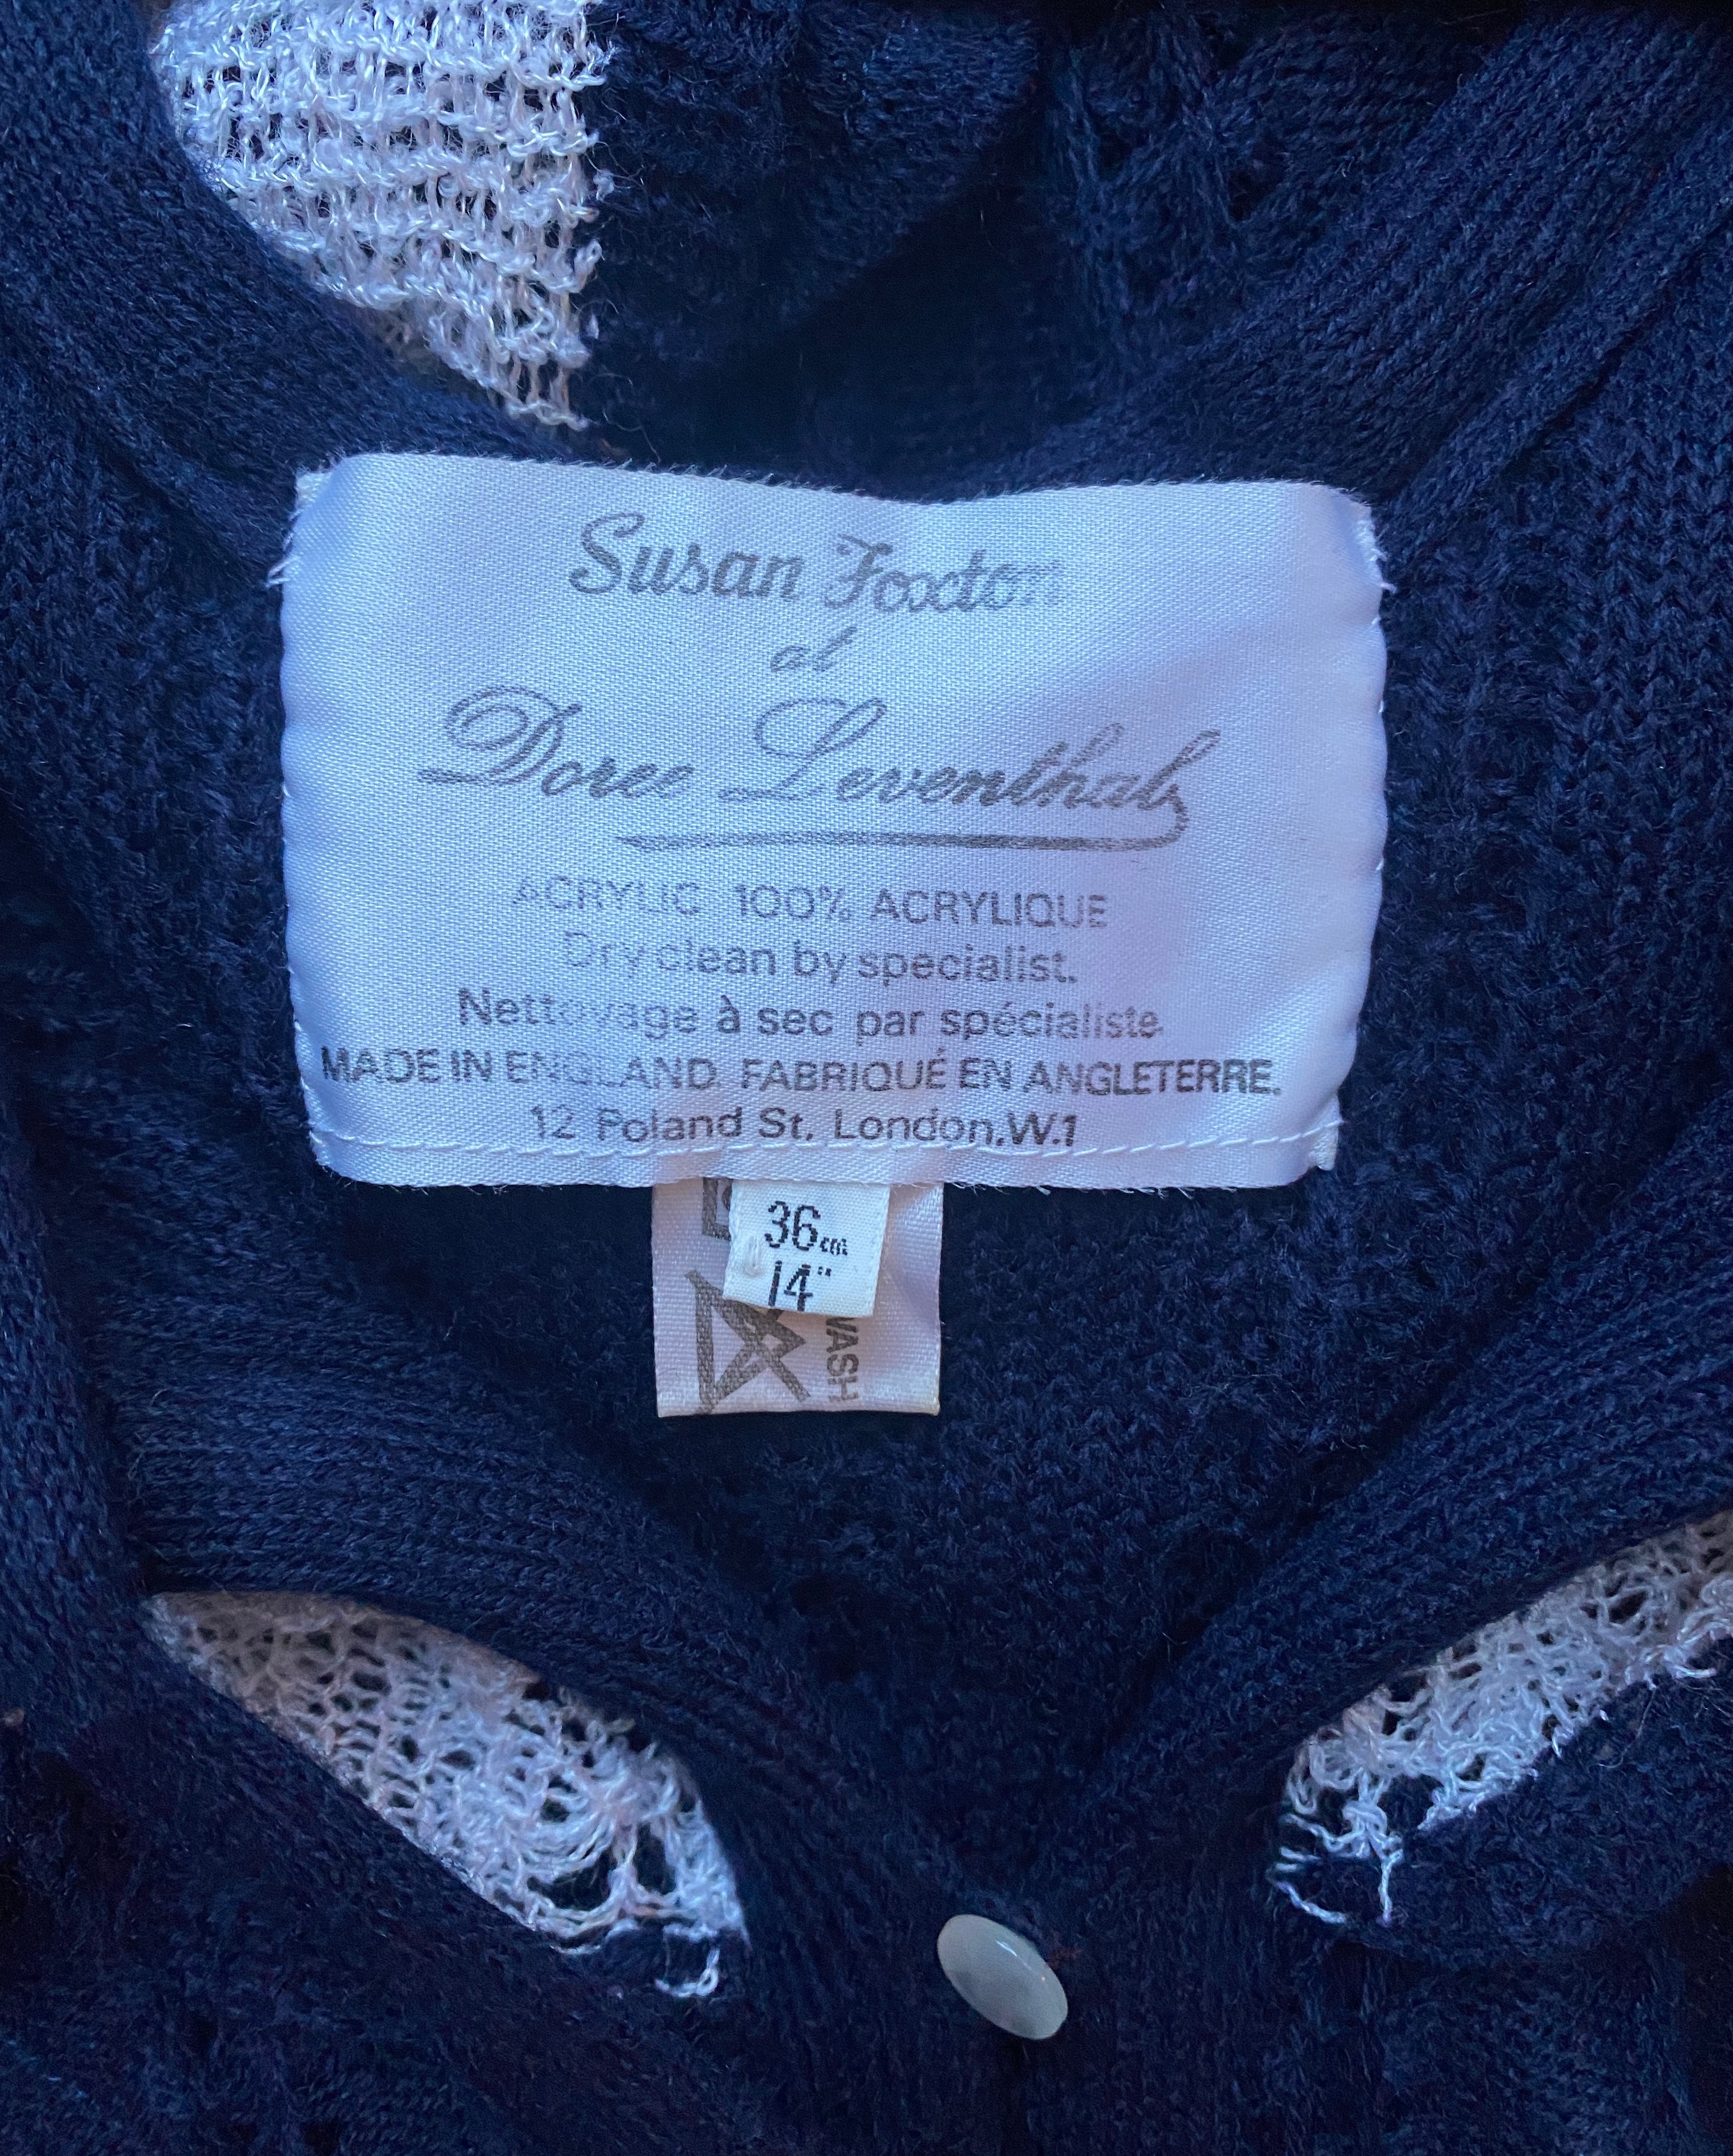 Susan Foxton
at
Doree Leventhal
ACRYLIC 100% ACRYLIQUE
Dry clean by specialist.
Nettoyage à sec par spécialiste.
MADE IN ENGLAND. FABRIQUÉ EN ANGLETERRE.
12 Poland St. London.W.1
36cm
14"
WASH